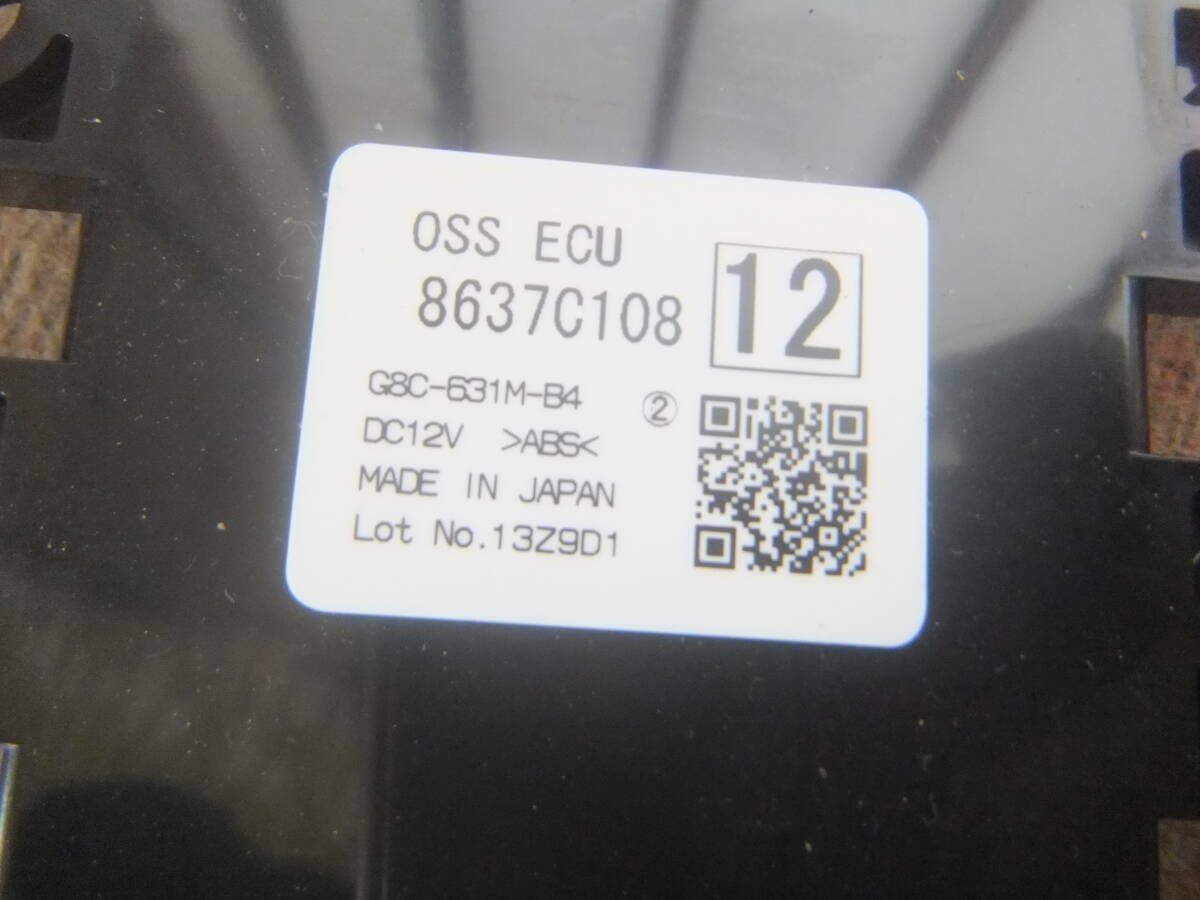 OSS ECU
8637C108
12
G8C-631M-B4
②
DC12V >ABS<
MADE IN JAPAN
Lot No.13Z9D1